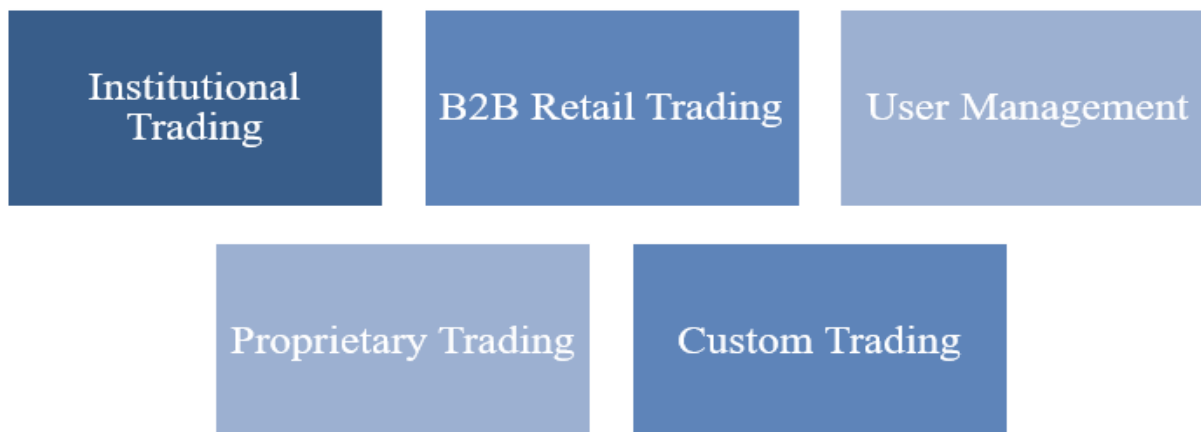 Institutional
Trading
B2B Retail Trading
User Management
Proprietary Trading
Custom Trading